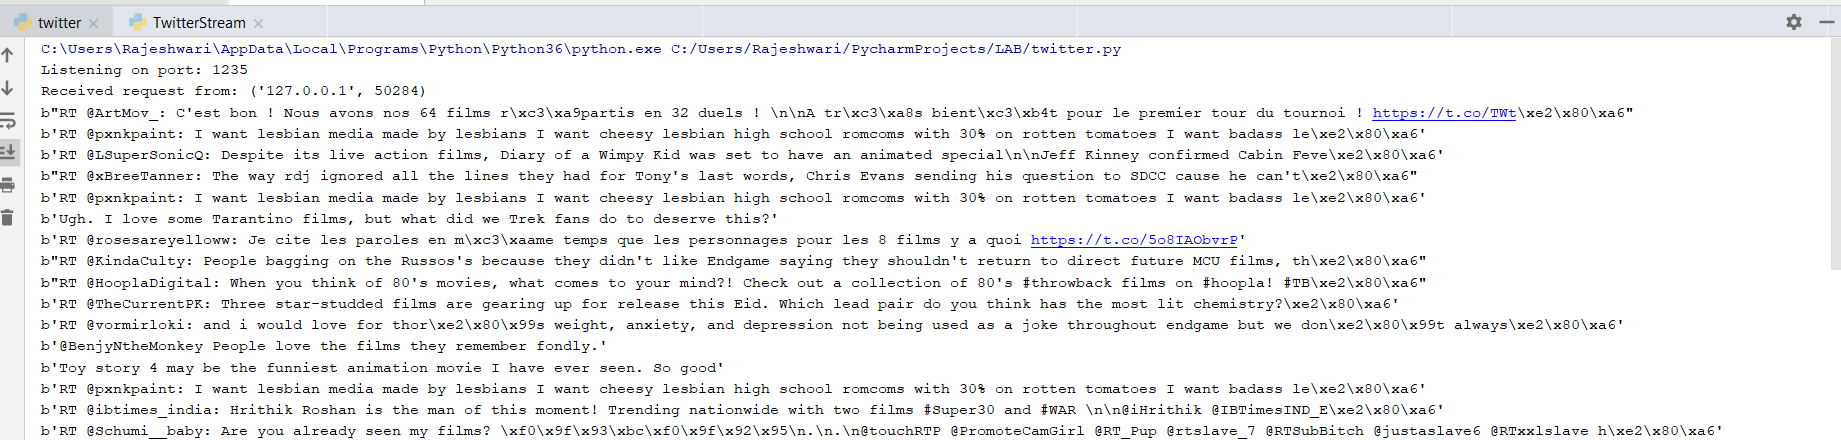 twitter
TwitterStream
C:\Users\Rajeshwari\AppData\Local\Programs\Python\Python36\python.exe C:/Users/Rajeshwari/PycharmProjects/LAB/twitter.py
Listening on port: 1235
Received request from: ('127.0.0.1', 50284)
b"RT @ArtMov_: C'est bon ! Nous avons nos 64 films r\xc3\xa9partis en 32 duels ! \n\nA tr\xc3\xa8s bient\xc3\xb4t pour le premier tour du tournoi ! https://t.co/TWt\xe2\x80\xa6"
b'RT @pxnkpaint: I want lesbian media made by lesbians I want cheesy lesbian high school romcoms with 30% on rotten tomatoes I want badass le\xe2\x80\xa6'
b'RT @LSuperSonicQ: Despite its live action films, Diary of a Wimpy Kid was set to have an animated special\n\nJeff Kinney confirmed Cabin Feve\xe2\x80\xa6'
b"RT @xBreeTanner: The way rdj ignored all the lines they had for Tony's last words, Chris Evans sending his question to SDCC cause he can't\xe2\x80\xa6"
b'RT @pxnkpaint: I want lesbian media made by lesbians I want cheesy lesbian high school romcoms with 30% on rotten tomatoes I want badass le\xe2\x80\xa6'
b'Ugh. I love some Tarantino films, but what did we Trek fans do to deserve this?'
b'RT @rosesareyelloww: Je cite les paroles en m\xc3\xaame temps que les personnages pour les 8 films y a quoi https://t.co/5o8IAObvrP'
b"RT @KindaCulty: People bagging on the Russos's because they didn't like Endgame saying they shouldn't return to direct future MCU films, th\xe2\x80\xa6"
b"RT @HooplaDigital: When you think of 80's movies, what comes to your mind?! Check out a collection of 80's #throwback films on #hoopla! #TB\xe2\x80\xa6"
b'RT @TheCurrentPK: Three star-studded films are gearing up for release this Eid. Which lead pair do you think has the most lit chemistry?\xe2\x80\xa6'
b'RT @vormirloki: and i would love for thor\xe2\x80\x99s weight, anxiety, and depression not being used as a joke throughout endgame but we don\xe2\x80\x99t always\xe2\x80\xa6'
b'@BenjyNtheMonkey People love the films they remember fondly.'
b'Toy story 4 may be the funniest animation movie I have ever seen. So good'
b'RT @pxnkpaint: I want lesbian media made by lesbians I want cheesy lesbian high school romcoms with 30% on rotten tomatoes I want badass le\xe2\x80\xa6'
b'RT @ibtimes_india: Hrithik Roshan is the man of this moment! Trending nationwide with two films #Super30 and #WAR \n\n@iHrithik @IBTimesIND_E\xe2\x80\xa6'
b'RT @Schumi__baby: Are you already seen my films? \xf0\x9f\x93\xbc\xf0\x9f\x92\x95\n.\n.\n@touchRTP @PromoteCamGirl @RT_Pup @rtslave_7 @RTSubBitch @justaslave6 @RTxxlslave h\xe2\x80\xa6'